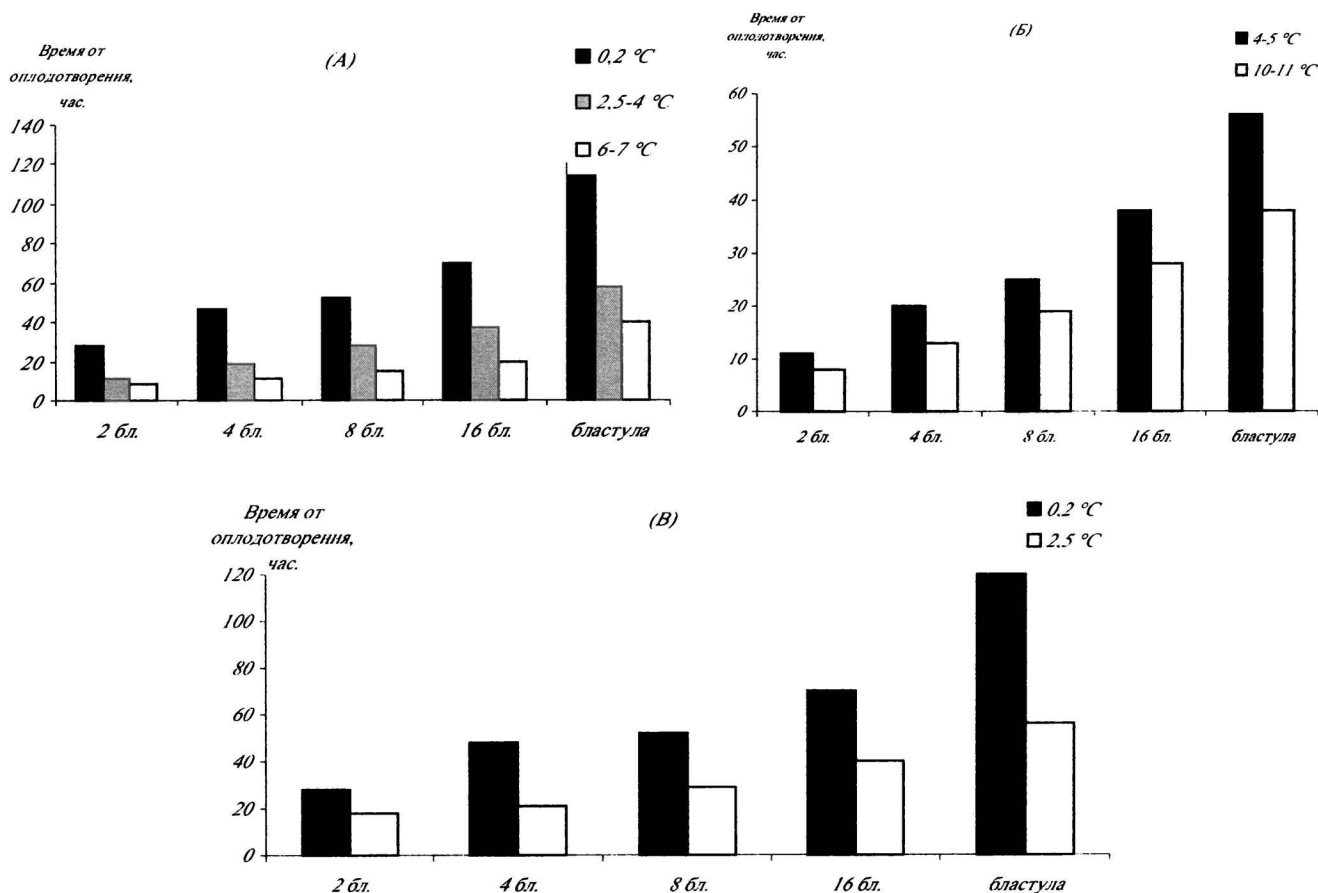 Время от
оплодотворения,
час.
(А)
0,2 °C
2,5-4 °C
6-7 °C
140
120
100
80
60
40
20
0
2 бл.
4 бл.
8 бл.
16 бл.
бластула
Время от
оплодотворения,
час.
(Б)
4-5 °C
10-11 °C
60
50
40
30
20
10
0
2 бл.
4 бл.
8 бл.
16 бл.
бластула
Время от
оплодотворения,
час.
(В)
0,2 °C
2,5 °C
120
100
80
60
40
20
0
2 бл.
4 бл.
8 бл.
16 бл.
бластула